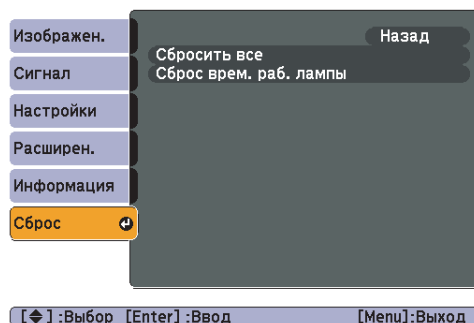 Изображен.
Сигнал
Настройки
Расширен.
Информация
Сброс
Назад
Сбросить все
Сброс врем. раб. лампы
[ ] :Выбор [Enter] :Ввод [Menu]:Выход